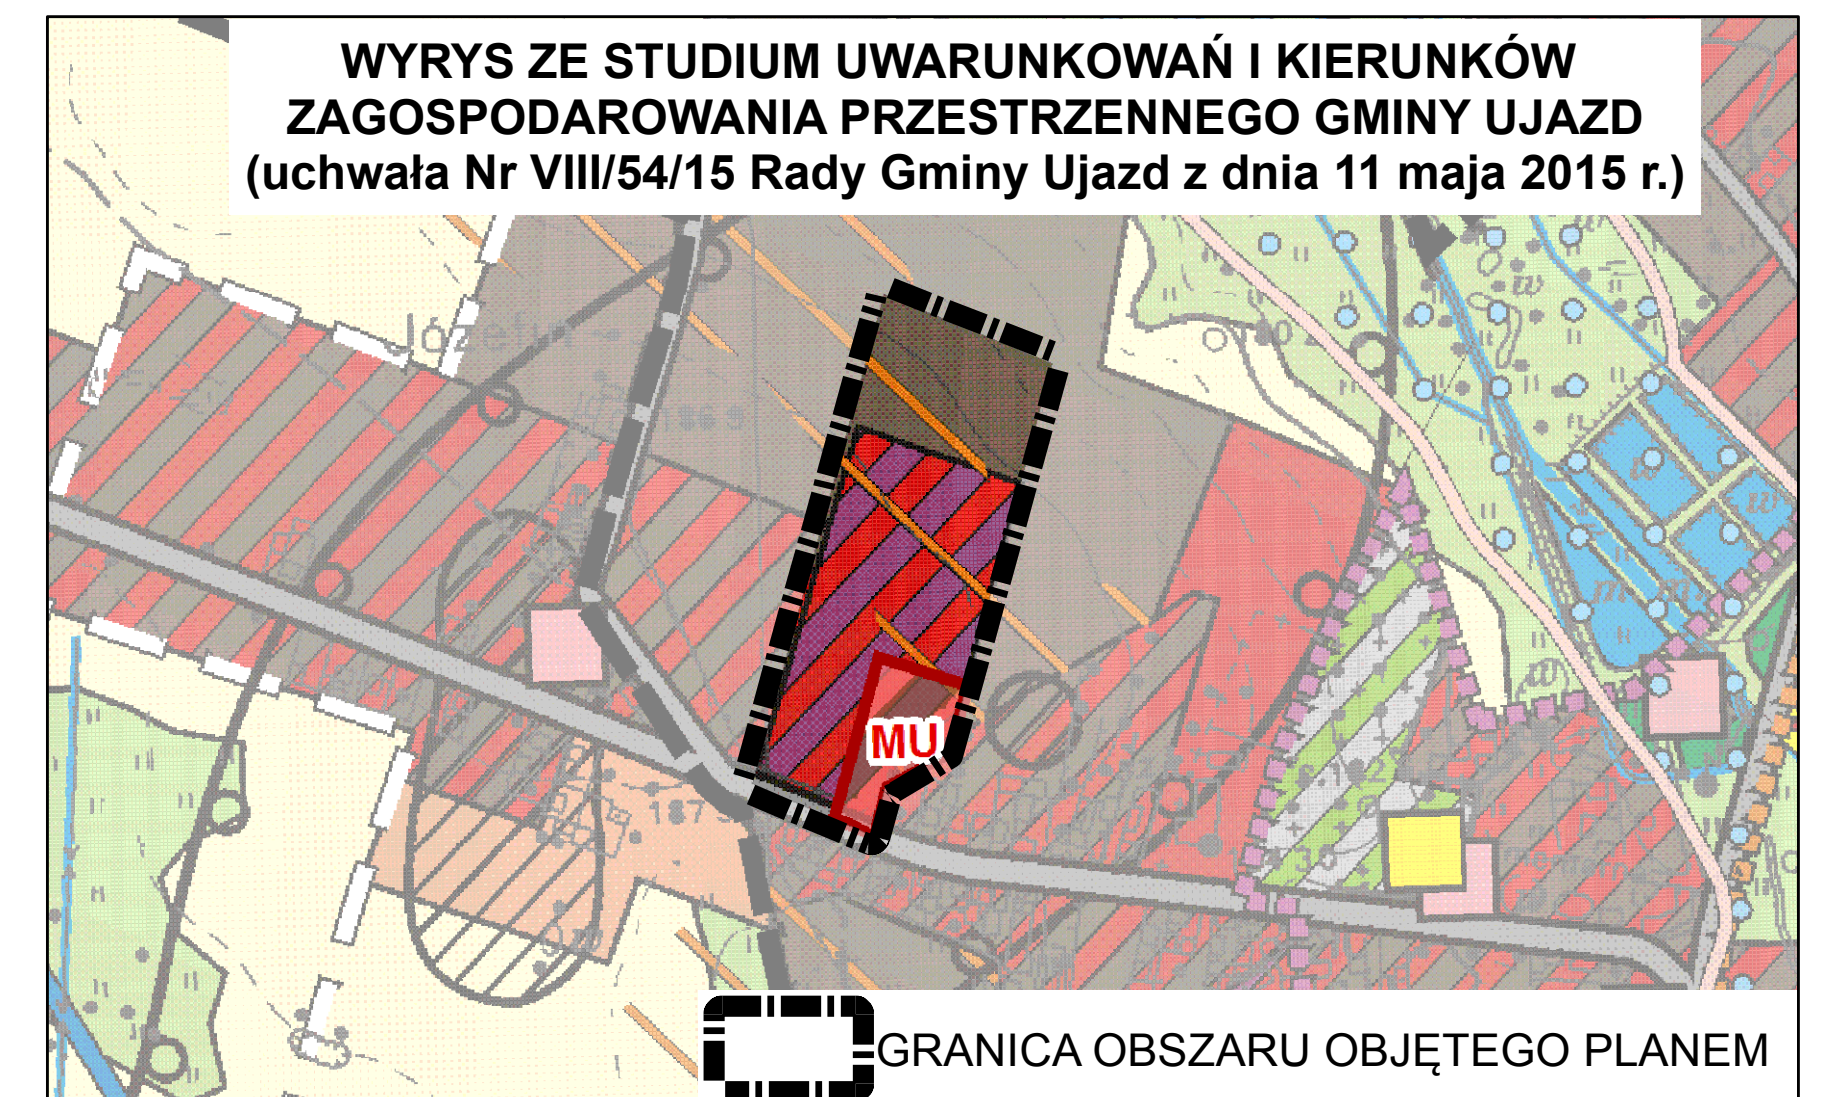 WYRYS ZE STUDIUM UWARUNKOWAŃ I KIERUNKÓW
ZAGOSPODAROWANIA PRZESTRZENNEGO GMINY UJAZD
(uchwała Nr VIII/54/15 Rady Gminy Ujazd z dnia 11 maja 2015 r.)
MU
GRANICA OBSZARU OBJĘTEGO PLANEM